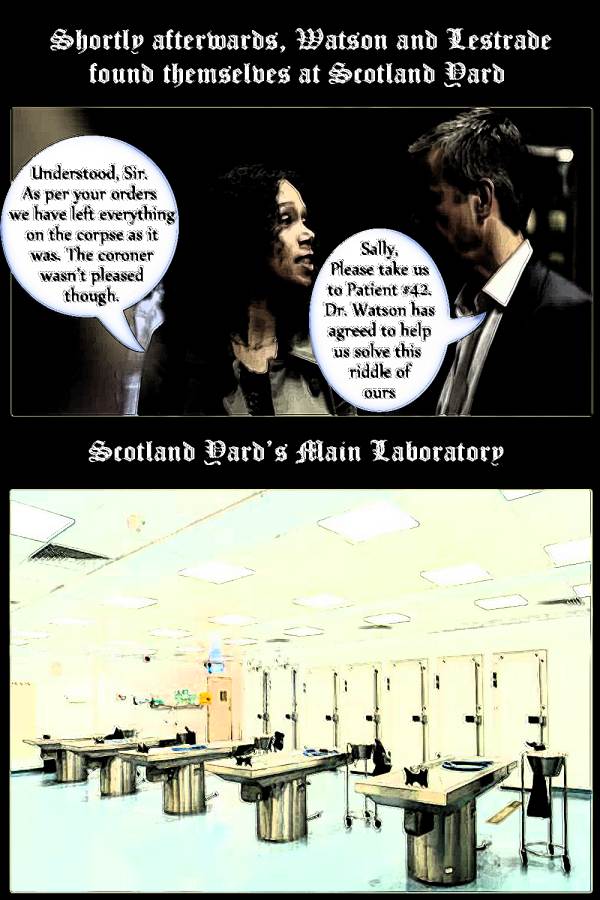 Shortly afterwards, Watson and Lestrade
found themselves at Scotland Yard
Understood, Sir.
As per your orders
we have left everything
on the corpse as it
was. The coroner
wasn't pleased
though.
Sally,
Please take us
to Patient #42.
Dr. Watson has
agreed to help
us solve this
riddle of
ours
Scotland Yard's Main Laboratory